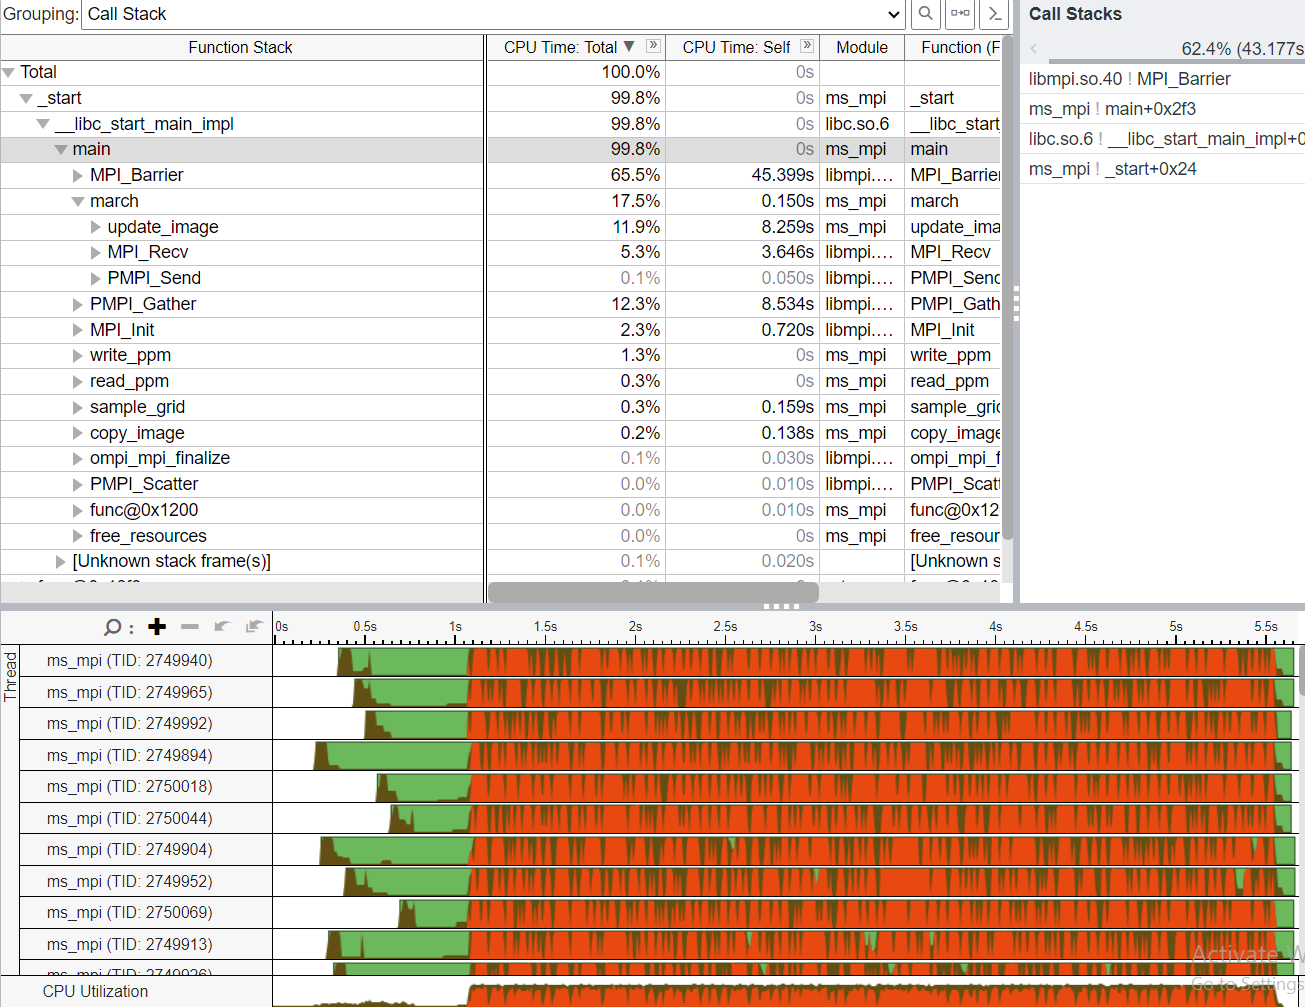 Grouping: Call Stack
Call Stacks
Function Stack CPU Time: Total ▼ » CPU Time: Self » Module Function (F
62.4% (43.177s
Total 100.0% 0s
_start 99.8% 0s ms_mpi _start
__libc_start_main_impl 99.8% 0s libc.so.6 __libc_start
main 99.8% 0s ms_mpi main
MPI_Barrier 65.5% 45.399s libmpi.… MPI_Barrier
march 17.5% 0.150s ms_mpi march
update_image 11.9% 8.259s ms_mpi update_ima
MPI_Recv 5.3% 3.646s libmpi.… MPI_Recv
PMPI_Send 0.1% 0.050s libmpi.… PMPI_Send
PMPI_Gather 12.3% 8.534s libmpi.… PMPI_Gath
MPI_Init 2.3% 0.720s libmpi.… MPI_Init
write_ppm 1.3% 0s ms_mpi write_ppm
read_ppm 0.3% 0s ms_mpi read_ppm
sample_grid 0.3% 0.159s ms_mpi sample_grid
copy_image 0.2% 0.138s ms_mpi copy_image
ompi_mpi_finalize 0.1% 0.030s libmpi.… ompi_mpi_f
PMPI_Scatter 0.0% 0.010s libmpi.… PMPI_Scatt
func@0x1200 0.0% 0.010s ms_mpi func@0x12
free_resources 0.0% 0s ms_mpi free_resour
[Unknown stack frame(s)] 0.1% 0.020s [Unknown s
libmpi.so.40 ! MPI_Barrier
ms_mpi ! main+0x2f3
libc.so.6 ! __libc_start_main_impl+0
ms_mpi ! _start+0x24
0s 0.5s 1s 1.5s 2s 2.5s 3s 3.5s 4s 4.5s 5s 5.5s
Thread
ms_mpi (TID: 2749940)
ms_mpi (TID: 2749965)
ms_mpi (TID: 2749992)
ms_mpi (TID: 2749894)
ms_mpi (TID: 2750018)
ms_mpi (TID: 2750044)
ms_mpi (TID: 2749904)
ms_mpi (TID: 2749952)
ms_mpi (TID: 2750069)
ms_mpi (TID: 2749913)
ms_mpi (TID: 2749926)
CPU Utilization
Activate W
Go to Settings